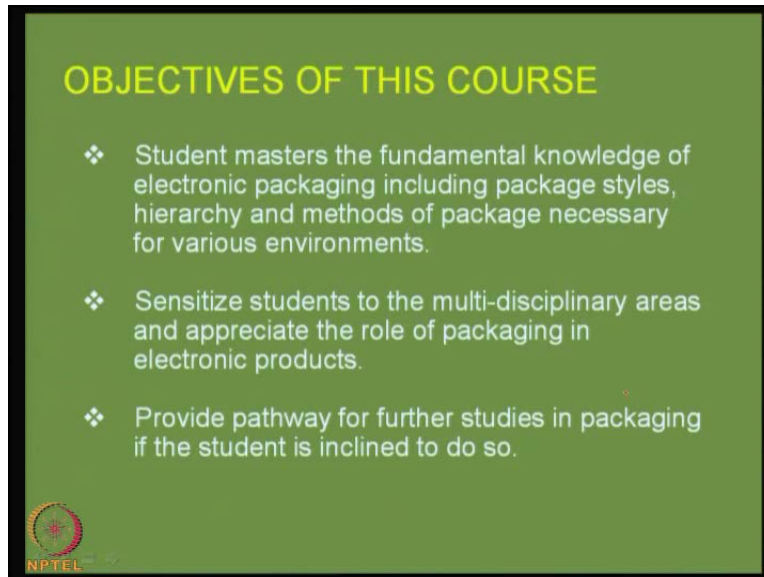 OBJECTIVES OF THIS COURSE
❖ Student masters the fundamental knowledge of
electronic packaging including package styles,
hierarchy and methods of package necessary
for various environments.
❖ Sensitize students to the multi-disciplinary areas
and appreciate the role of packaging in
electronic products.
❖ Provide pathway for further studies in packaging
if the student is inclined to do so.
NPTEL